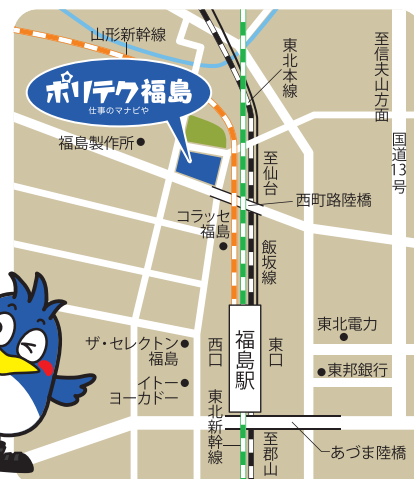 山形新幹線
東北本線
至信夫山方面
ポリテク福島
仕事のマナビや
国道13号
福島製作所
至仙台
西町路陸橋
コラッセ
福島
飯坂線
東北電力
ザ・セレクトン
福島
西口
福島駅
東口
東邦銀行
イトー
ヨーカドー
東北新幹線
至郡山
あづま陸橋